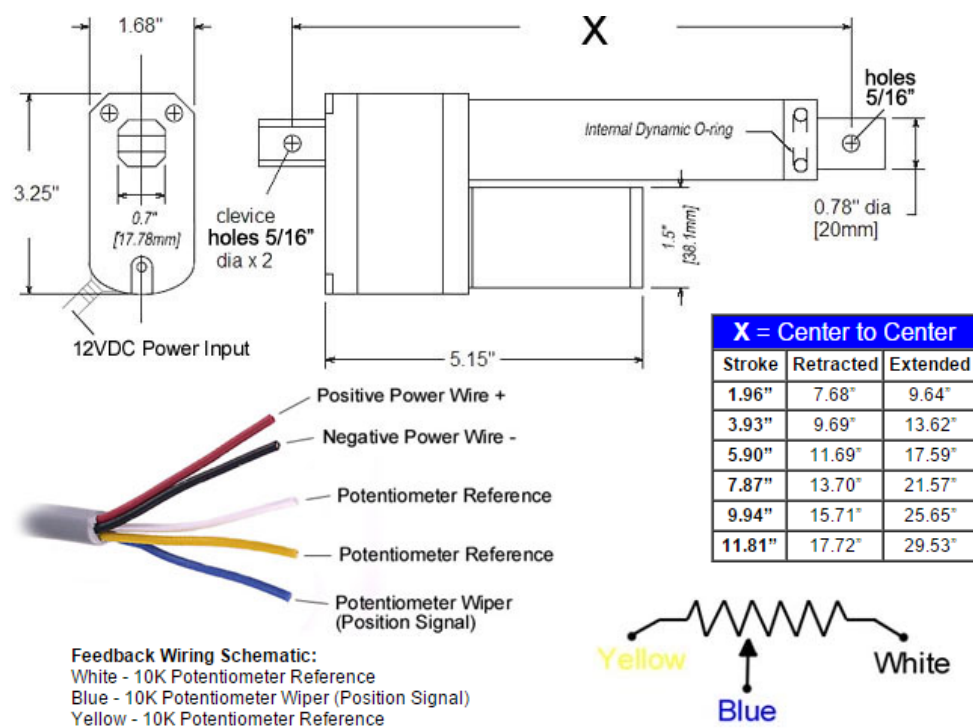 1.68"
X
3.25"
0.7"
[17.78mm]
12VDC Power Input
clevice
holes 5/16"
dia x 2
Internal Dynamic O-ring
holes
5/16"
0.78" dia
[20mm]
1.5"
[38.1mm]
5.15"
X = Center to Center
Stroke Retracted Extended
1.96” 7.68” 9.64”
3.93” 9.69” 13.62”
5.90” 11.69” 17.59”
7.87” 13.70” 21.57”
9.94” 15.71” 25.65”
11.81” 17.72” 29.53”
Positive Power Wire +
Negative Power Wire -
Potentiometer Reference
Potentiometer Reference
Potentiometer Wiper
(Position Signal)
Feedback Wiring Schematic:
White - 10K Potentiometer Reference
Blue - 10K Potentiometer Wiper (Position Signal)
Yellow - 10K Potentiometer Reference
Yellow
White
Blue